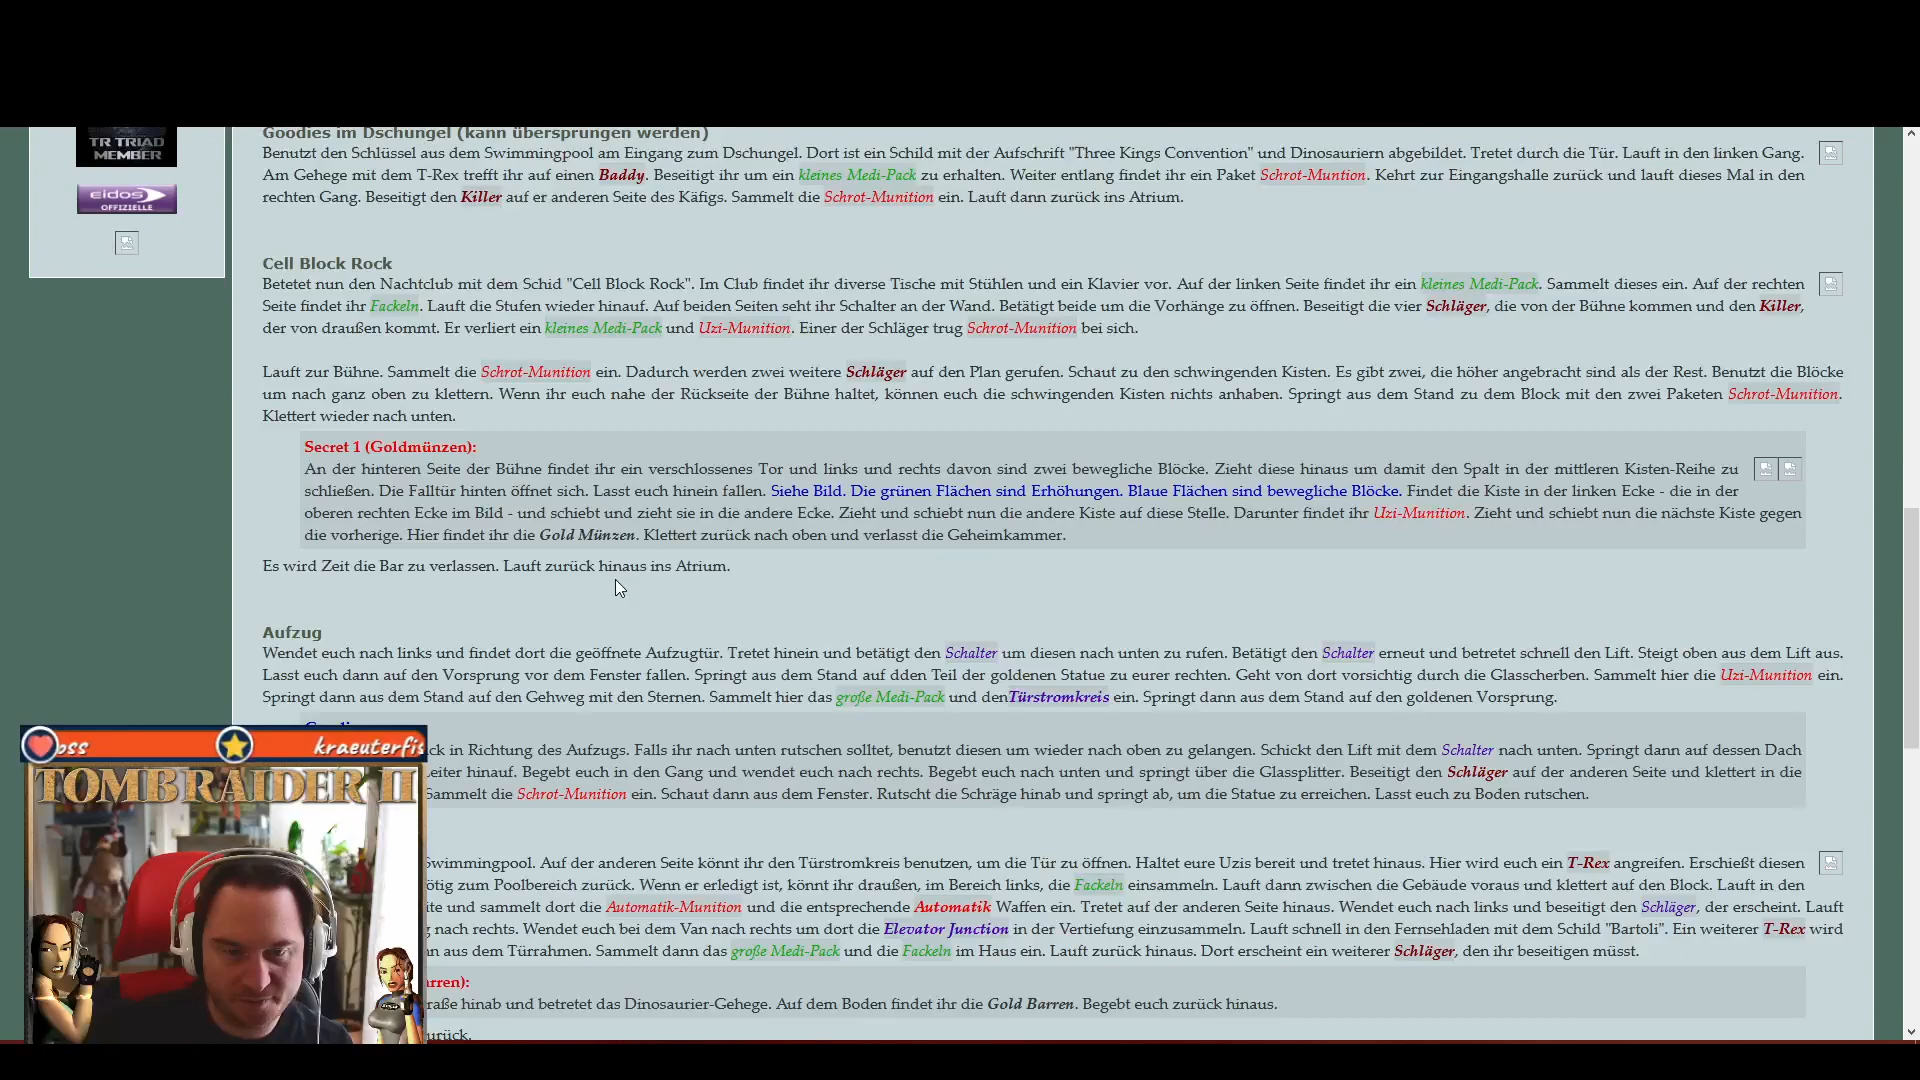 TR TRIAD
MEMBER
eidos
OFFIZIELLE
Goodies im Dschungel (kann übersprungen werden)
Benutzt den Schlüssel aus dem Swimmingpool am Eingang zum Dschungel. Dort ist ein Schild mit der Aufschrift "Three Kings Convention" und Dinosauriern abgebildet. Tretet durch die Tür. Lauft in den linken Gang.
Am Gehege mit dem T-Rex trefft ihr auf einen Baddy. Beseitigt ihr um ein kleines Medi-Pack zu erhalten. Weiter entlang findet ihr ein Paket Schrot-Muntion. Kehrt zur Eingangshalle zurück und lauft dieses Mal in den
rechten Gang. Beseitigt den Killer auf er anderen Seite des Käfigs. Sammelt die Schrot-Munition ein. Lauft dann zurück ins Atrium.
Cell Block Rock
Betetet nun den Nachtclub mit dem Schid "Cell Block Rock". Im Club findet ihr diverse Tische mit Stühlen und ein Klavier vor. Auf der linken Seite findet ihr ein kleines Medi-Pack. Sammelt dieses ein. Auf der rechten
Seite findet ihr Fackeln. Lauft die Stufen wieder hinauf. Auf beiden Seiten seht ihr Schalter an der Wand. Betätigt beide um die Vorhänge zu öffnen. Beseitigt die vier Schläger, die von der Bühne kommen und den Killer,
der von draußen kommt. Er verliert ein kleines Medi-Pack und Uzi-Munition. Einer der Schläger trug Schrot-Munition bei sich.
Lauft zur Bühne. Sammelt die Schrot-Munition ein. Dadurch werden zwei weitere Schläger auf den Plan gerufen. Schaut zu den schwingenden Kisten. Es gibt zwei, die höher angebracht sind als der Rest. Benutzt die Blöcke
um nach ganz oben zu klettern. Wenn ihr euch nahe der Rückseite der Bühne haltet, können euch die schwingenden Kisten nichts anhaben. Springt aus dem Stand zu dem Block mit den zwei Paketen Schrot-Munition.
Klettert wieder nach unten.
Secret 1 (Goldmünzen):
An der hinteren Seite der Bühne findet ihr ein verschlossenes Tor und links und rechts davon sind zwei bewegliche Blöcke. Zieht diese hinaus um damit den Spalt in der mittleren Kisten-Reihe zu
schließen. Die Falltür hinten öffnet sich. Lasst euch hinein fallen. Siehe Bild. Die grünen Flächen sind Erhöhungen. Blaue Flächen sind bewegliche Blöcke. Findet die Kiste in der linken Ecke - die in der
oberen rechten Ecke im Bild - und schiebt und zieht sie in die andere Ecke. Zieht und schiebt nun die andere Kiste auf diese Stelle. Darunter findet ihr Uzi-Munition. Zieht und schiebt nun die nächste Kiste gegen
die vorherige. Hier findet ihr die Gold Münzen. Klettert zurück nach oben und verlasst die Geheimkammer.
Es wird Zeit die Bar zu verlassen. Lauft zurück hinaus ins Atrium.
Aufzug
Wendet euch nach links und findet dort die geöffnete Aufzugtür. Tretet hinein und betätigt den Schalter um diesen nach unten zu rufen. Betätigt den Schalter erneut und betretet schnell den Lift. Steigt oben aus dem Lift aus.
Lasst euch dann auf den Vorsprung vor dem Fenster fallen. Springt aus dem Stand auf dden Teil der goldenen Statue zu eurer rechten. Geht von dort vorsichtig durch die Glasscherben. Sammelt hier die Uzi-Munition ein.
Springt dann aus dem Stand auf den Gehweg mit den Sternen. Sammelt hier das große Medi-Pack und denTürstromkreis ein. Springt dann aus dem Stand auf den goldenen Vorsprung.
ck in Richtung des Aufzugs. Falls ihr nach unten rutschen solltet, benutzt diesen um wieder nach oben zu gelangen. Schickt den Lift mit dem Schalter nach unten. Springt dann auf dessen Dach
eiter hinauf. Begebt euch in den Gang und wendet euch nach rechts. Begebt euch nach unten und springt über die Glassplitter. Beseitigt den Schläger auf der anderen Seite und klettert in die
Sammelt die Schrot-Munition ein. Schaut dann aus dem Fenster. Rutscht die Schräge hinab und springt ab, um die Statue zu erreichen. Lasst euch zu Boden rutschen.
Swimmingpool. Auf der anderen Seite könnt ihr den Türstromkreis benutzen, um die Tür zu öffnen. Haltet eure Uzis bereit und tretet hinaus. Hier wird euch ein T-Rex angreifen. Erschießt diesen
ötig zum Poolbereich zurück. Wenn er erledigt ist, könnt ihr draußen, im Bereich links, die Fackeln einsammeln. Lauft dann zwischen die Gebäude voraus und klettert auf den Block. Lauft in den
ite und sammelt dort die Automatik-Munition und die entsprechende Automatik Waffen ein. Tretet auf der anderen Seite hinaus. Wendet euch nach links und beseitigt den Schläger, der erscheint. Lauft
g nach rechts. Wendet euch bei dem Van nach rechts um dort die Elevator Junction in der Vertiefung einzusammeln. Lauft schnell in den Fernsehladen mit dem Schild "Bartoli". Ein weiterer T-Rex wird
n aus dem Türrahmen. Sammelt dann das große Medi-Pack und die Fackeln im Haus ein. Lauft zurück hinaus. Dort erscheint ein weiterer Schläger, den ihr beseitigen müsst.
rren):
raße hinab und betretet das Dinosaurier-Gehege. Auf dem Boden findet ihr die Gold Barren. Begebt euch zurück hinaus.
urück.
oss
kraeuterfis
TOMB RAIDER II